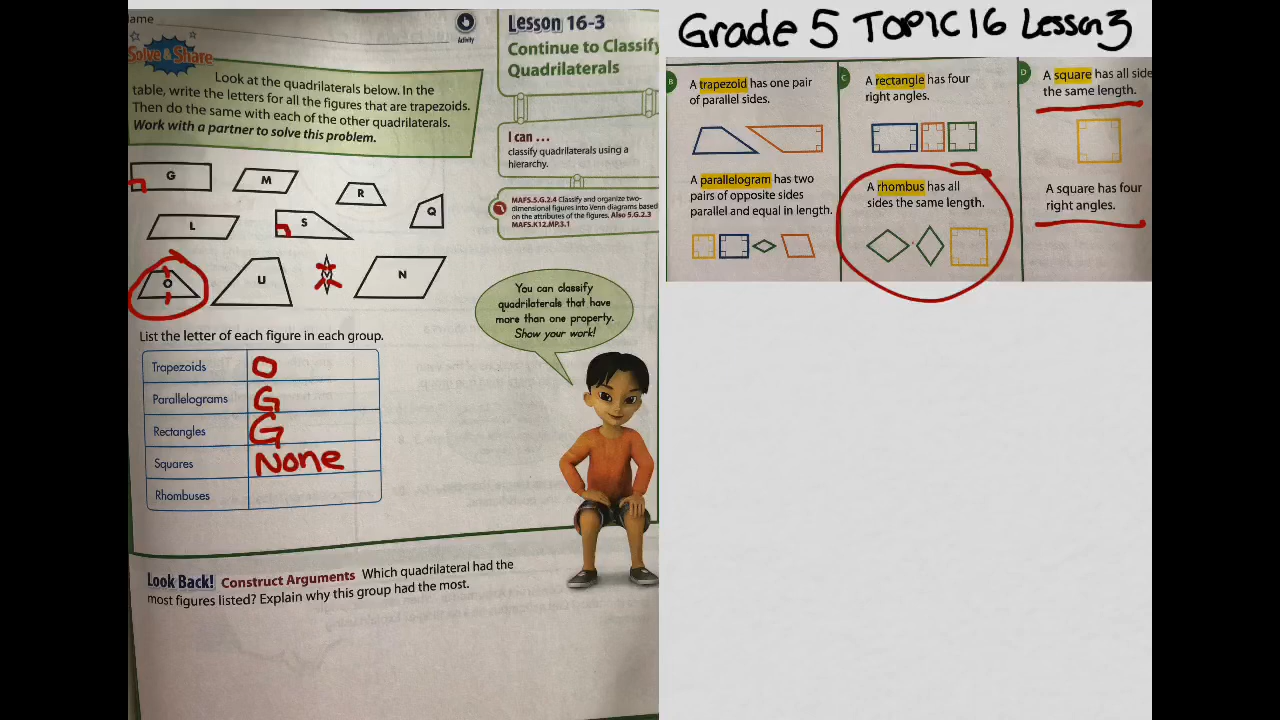 ame
Solve & Share
Activity
Look at the quadrilaterals below. In the
table, write the letters for all the figures that are trapezoids.
Then do the same with each of the other quadrilaterals.
Work with a partner to solve this problem.
G
M
R
Q
L
S
O
U
V
N
List the letter of each figure in each group.
Trapezoids O
Parallelograms G
Rectangles G
Squares None
Rhombuses
Look Back! Construct Arguments Which quadrilateral had the
most figures listed? Explain why this group had the most.
Lesson 16-3
Continue to Classify
Quadrilaterals
I can ...
classify quadrilaterals using a
hierarchy.
MAFS.5.G.2.4 Classify and organize two-
dimensional figures into Venn diagrams based
on the attributes of the figures. Also 5.G.2.3
MAFS.K12.MP.3.1
You can classify
quadrilaterals that have
more than one property.
Show your work!
Grade 5 TOPIC 16 Lesson 3
B
A trapezoid has one pair
of parallel sides.
A parallelogram has two
pairs of opposite sides
parallel and equal in length.
C
A rectangle has four
right angles.
A rhombus has all
sides the same length.
D
A square has all side
the same length.
A square has four
right angles.